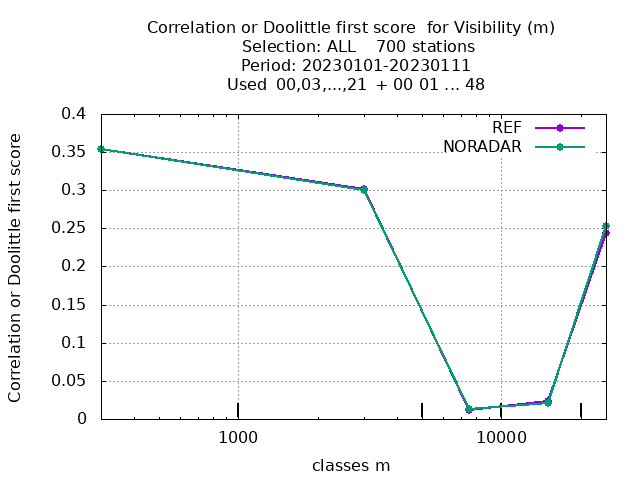 Correlation or Doolittle first score  for Visibility (m)
Selection: ALL    700 stations
Period: 20230101-20230111
Used  00,03,...,21  + 00 01 ... 48
REF
NORADAR
0.4
0.35
0.3
0.25
0.2
0.15
0.1
0.05
0
Correlation or Doolittle first score
1000
10000
classes m